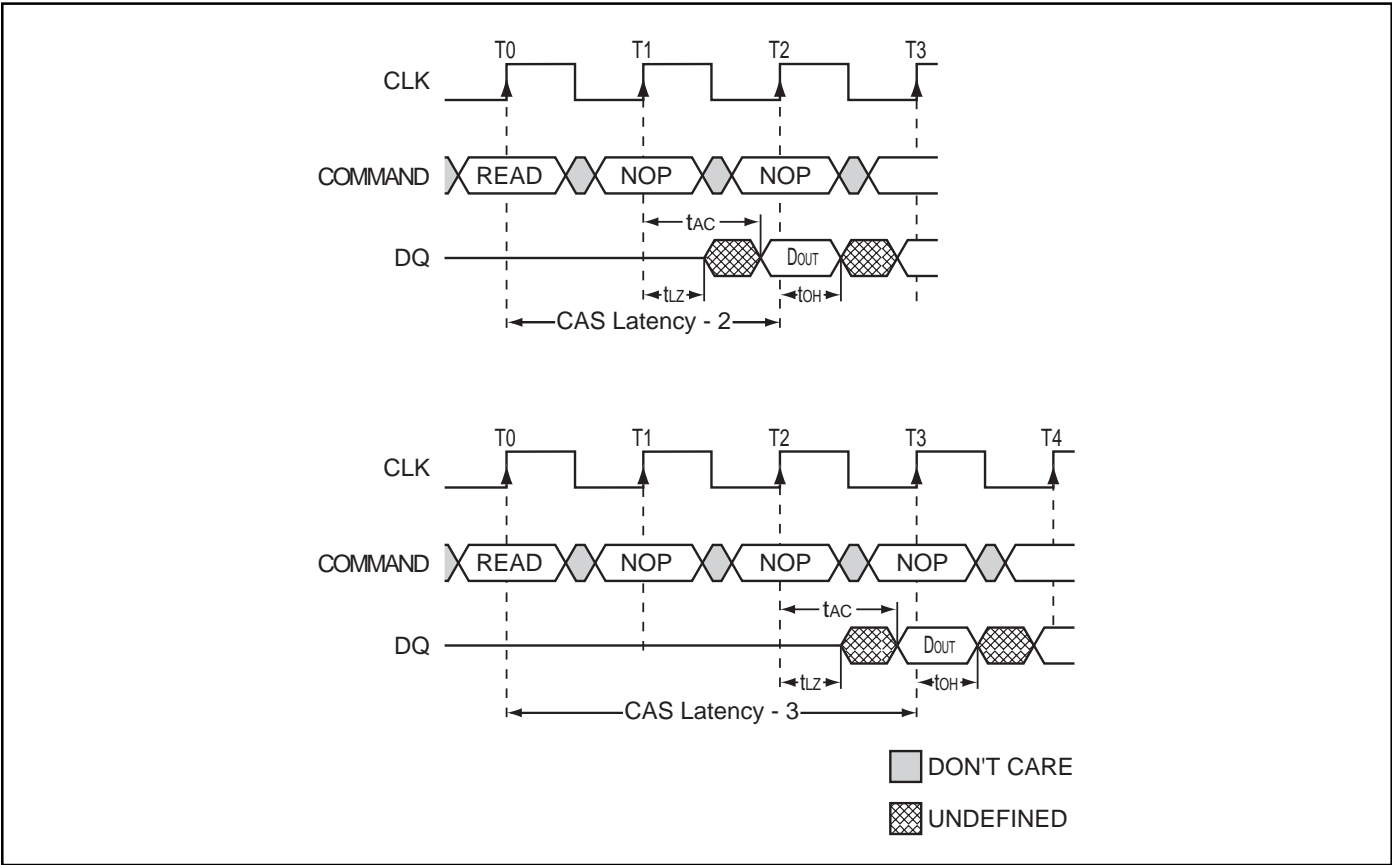 T0 T1 T2 T3
CLK
COMMAND READ NOP NOP
tAC
DQ DOUT
tLZ tOH
CAS Latency - 2
T0 T1 T2 T3 T4
CLK
COMMAND READ NOP NOP NOP
tAC
DQ DOUT
tLZ tOH
CAS Latency - 3
DON'T CARE
UNDEFINED